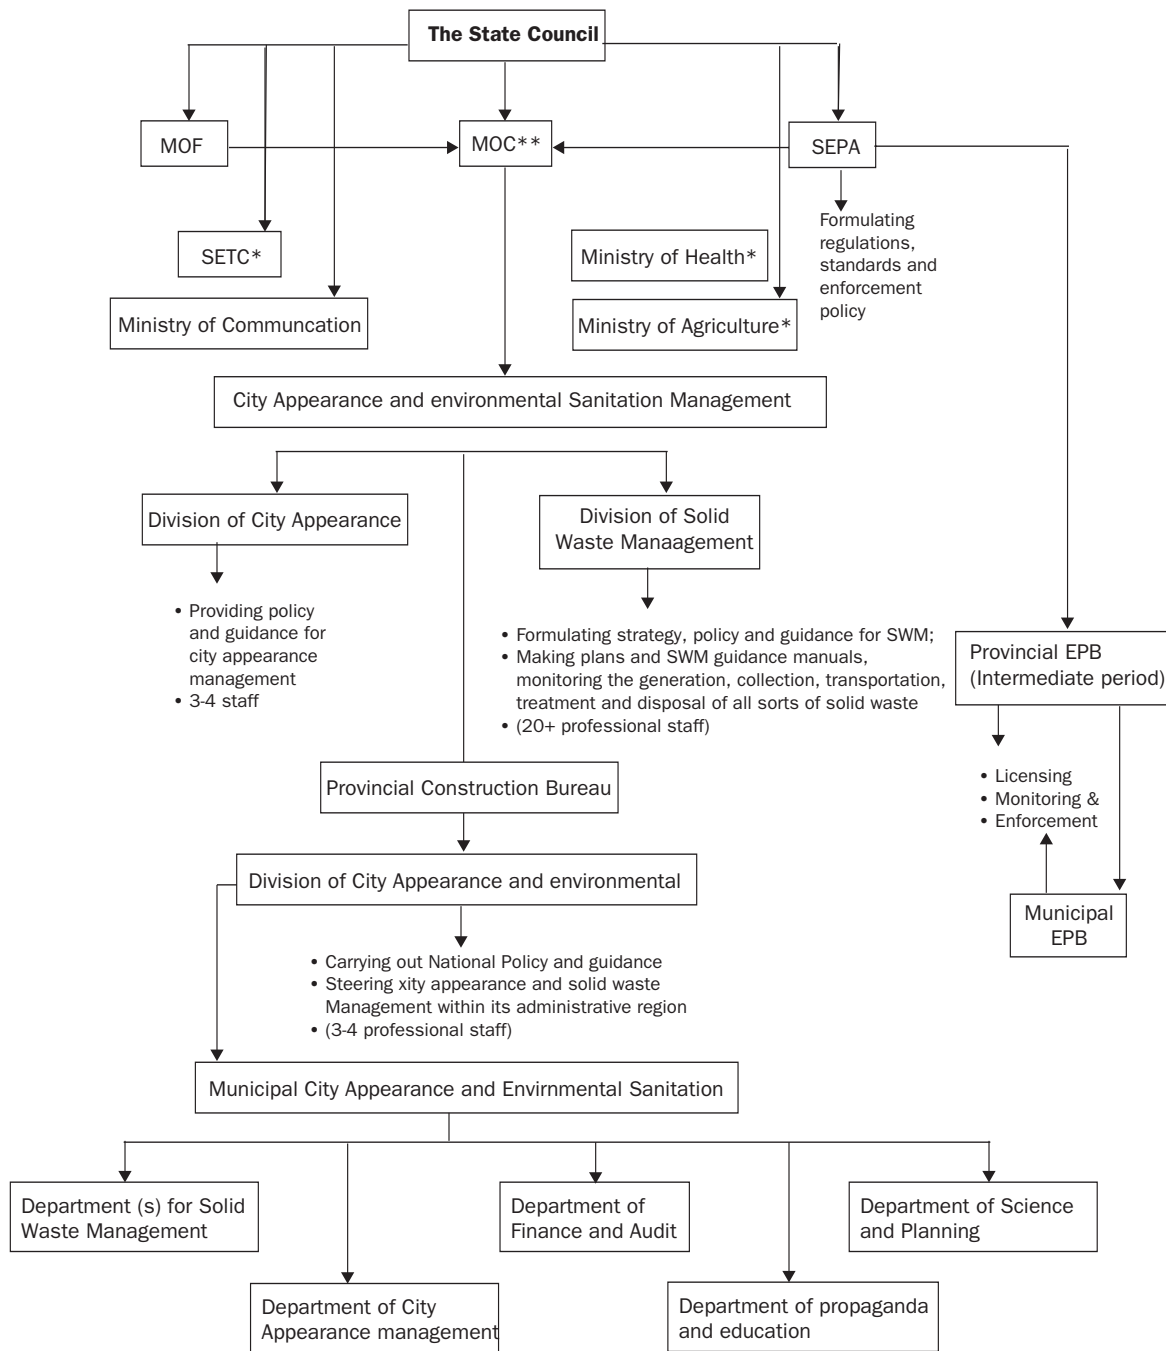 The State Council
MOF
MOC**
SEPA
Formulating
regulations,
standards and
enforcement
policy
SETC*
Ministry of Health*
Ministry of Communcation
Ministry of Agriculture*
City Appearance and environmental Sanitation Management
Division of City Appearance
Division of Solid
Waste Manaagement
• Providing policy
and guidance for
city appearance
management
• 3-4 staff
• Formulating strategy, policy and guidance for SWM;
• Making plans and SWM guidance manuals,
monitoring the generation, collection, transportation,
treatment and disposal of all sorts of solid waste
• (20+ professional staff)
Provincial EPB
(Intermediate period)
• Licensing
• Monitoring &
• Enforcement
Provincial Construction Bureau
Division of City Appearance and environmental
Municipal
EPB
• Carrying out National Policy and guidance
• Steering xity appearance and solid waste
Management within its administrative region
• (3-4 professional staff)
Municipal City Appearance and Envirnmental Sanitation
Department (s) for Solid
Waste Management
Department of
Finance and Audit
Department of Science
and Planning
Department of City
Appearance management
Department of propaganda
and education